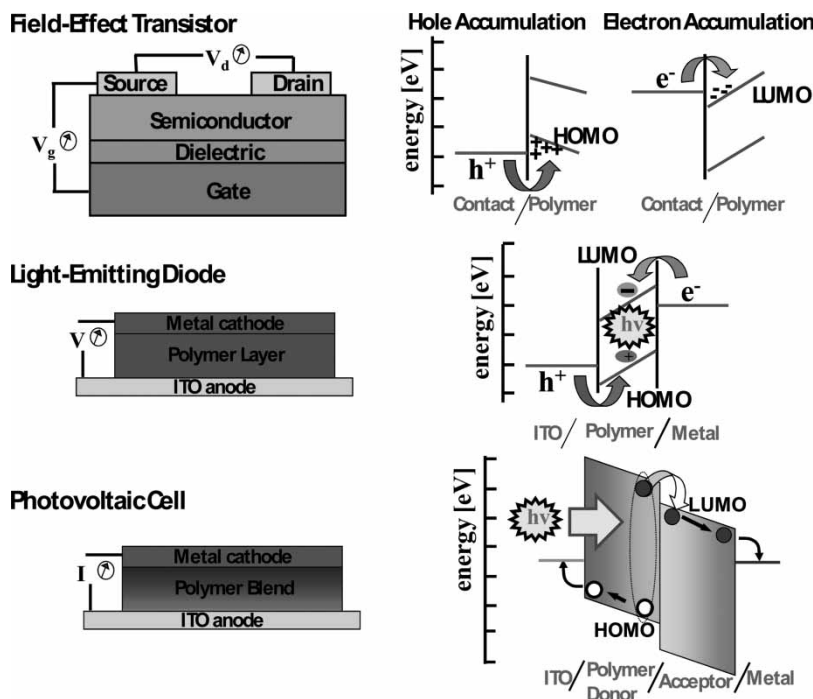 Field-Effect Transistor
V_d
Source
Drain
V_g
Semiconductor
Dielectric
Gate
Hole Accumulation
Electron Accumulation
energy [eV]
HOMO
+ + + +
h⁺
Contact / Polymer
e⁻
- - -
LUMO
Contact / Polymer
Light-Emitting Diode
V
Metal cathode
Polymer Layer
ITO anode
energy [eV]
LUMO
−
e⁻
hν
+
h⁺
HOMO
ITO / Polymer / Metal
Photovoltaic Cell
I
Metal cathode
Polymer Blend
ITO anode
energy [eV]
hν
LUMO
HOMO
ITO / Polymer / Acceptor / Metal
Donor